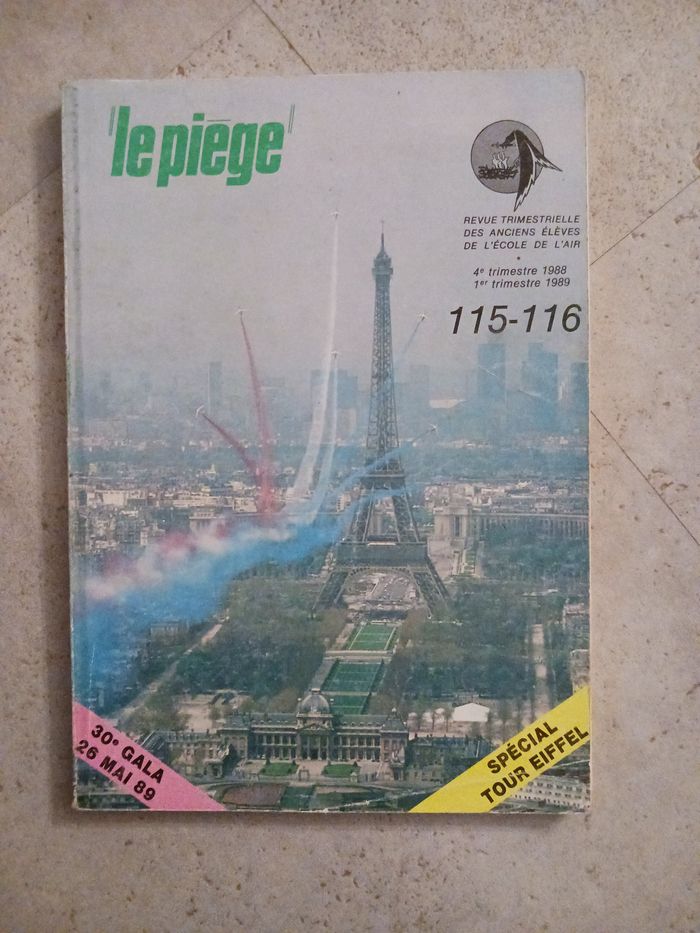 "le piège"
REVUE TRIMESTRIELLE
DES ANCIENS ÉLÈVES
DE L'ÉCOLE DE L'AIR
•
4e trimestre 1988
1er trimestre 1989
115-116
30e GALA
26 MAI 89
SPÉCIAL
TOUR EIFFEL